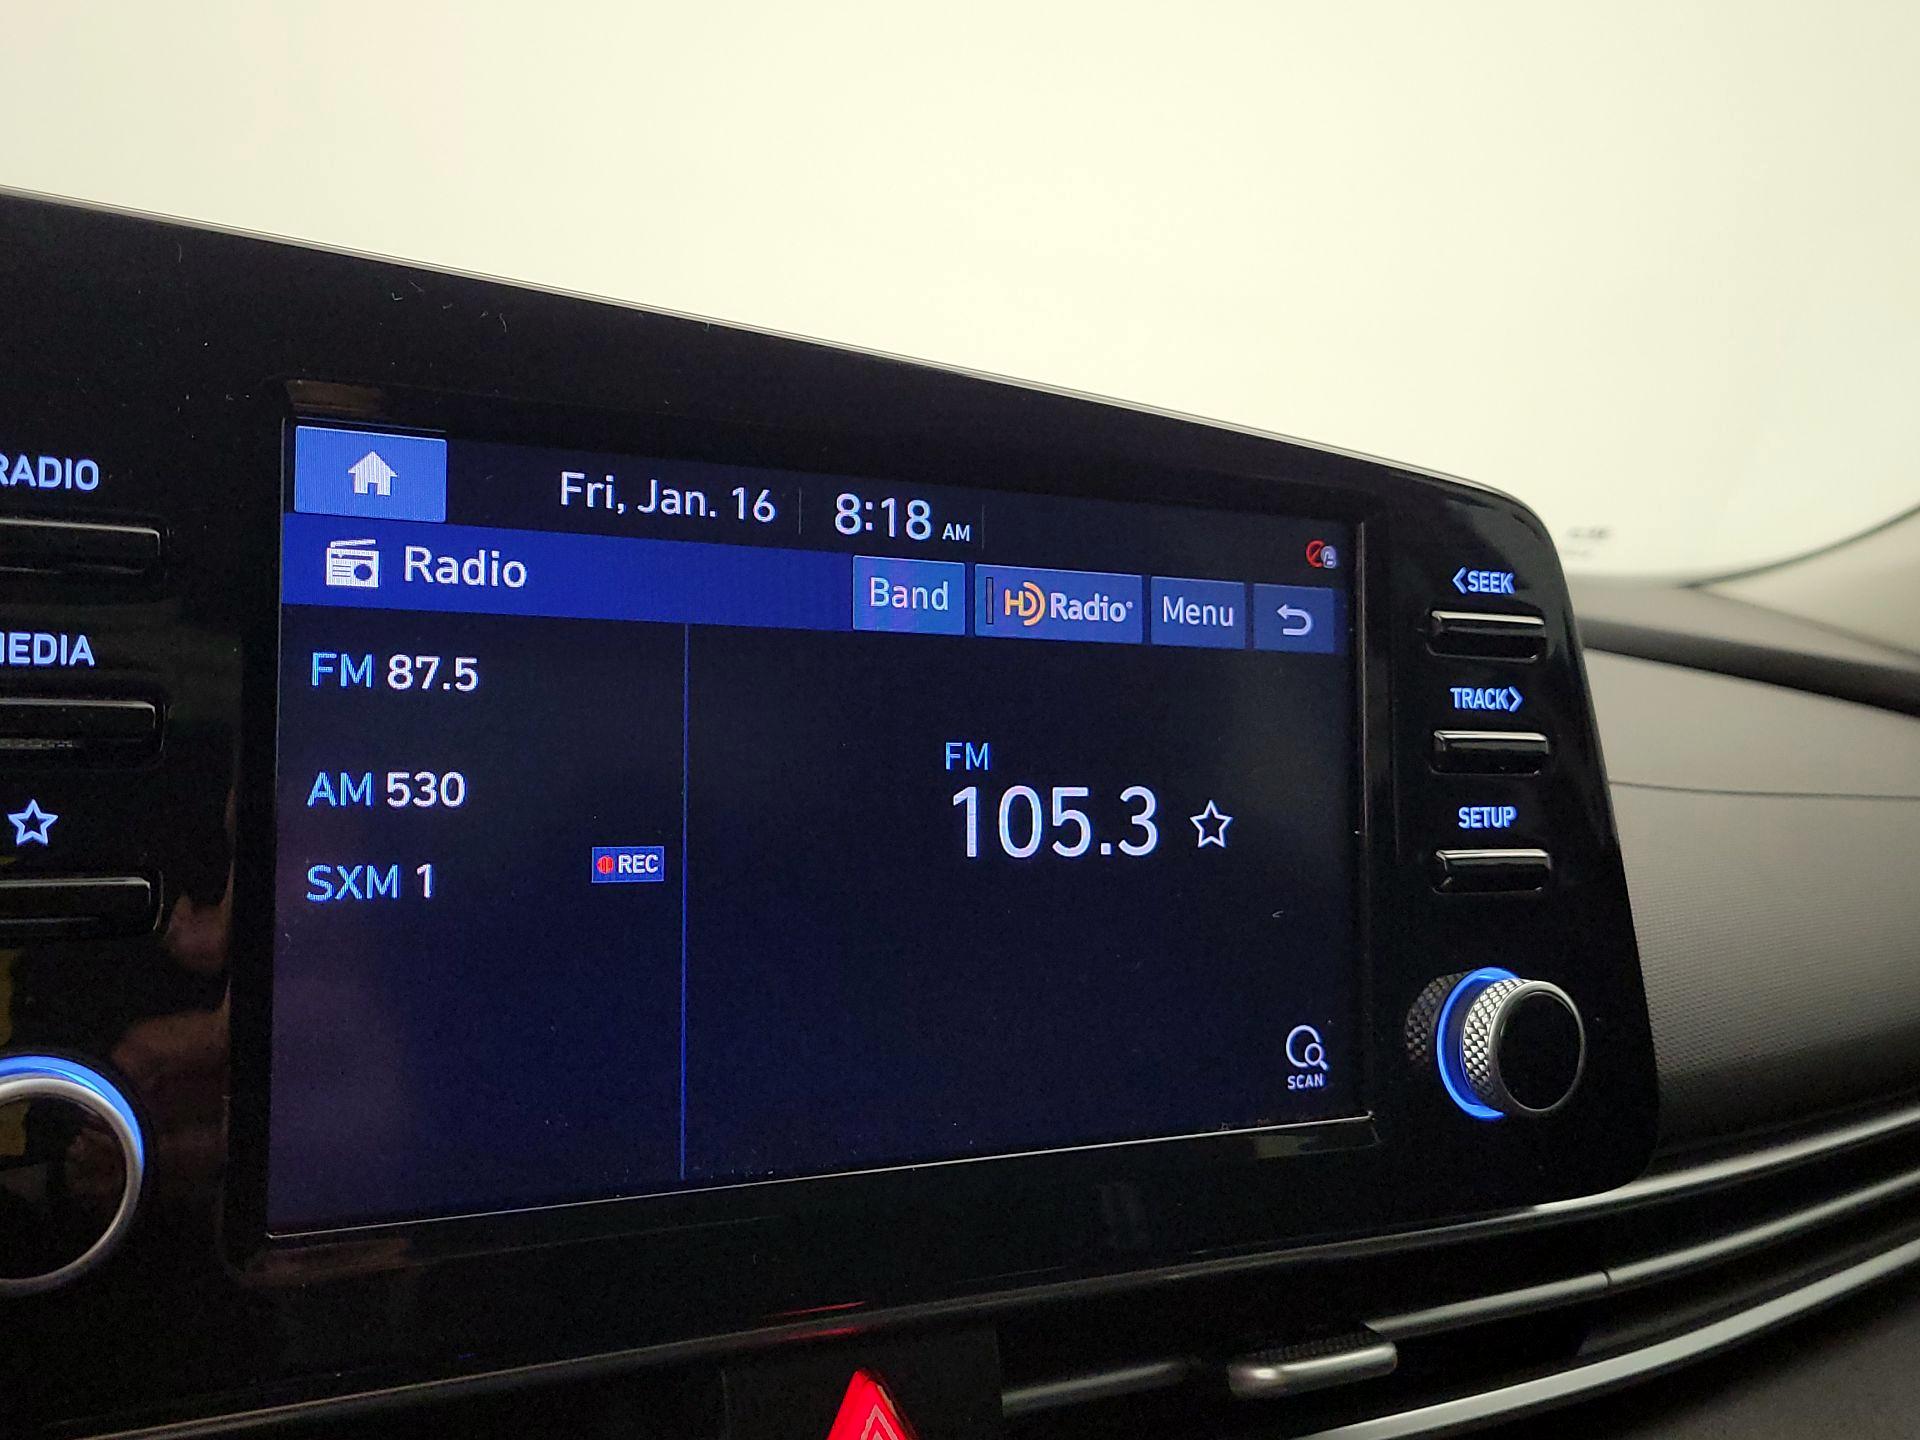 Fri, Jan. 16 8:18 AM
Radio
Band HD Radio Menu
RADIO
MEDIA
FM 87.5
AM 530
SXM 1 REC
FM
105.3
SCAN
<SEEK
TRACK>
SETUP